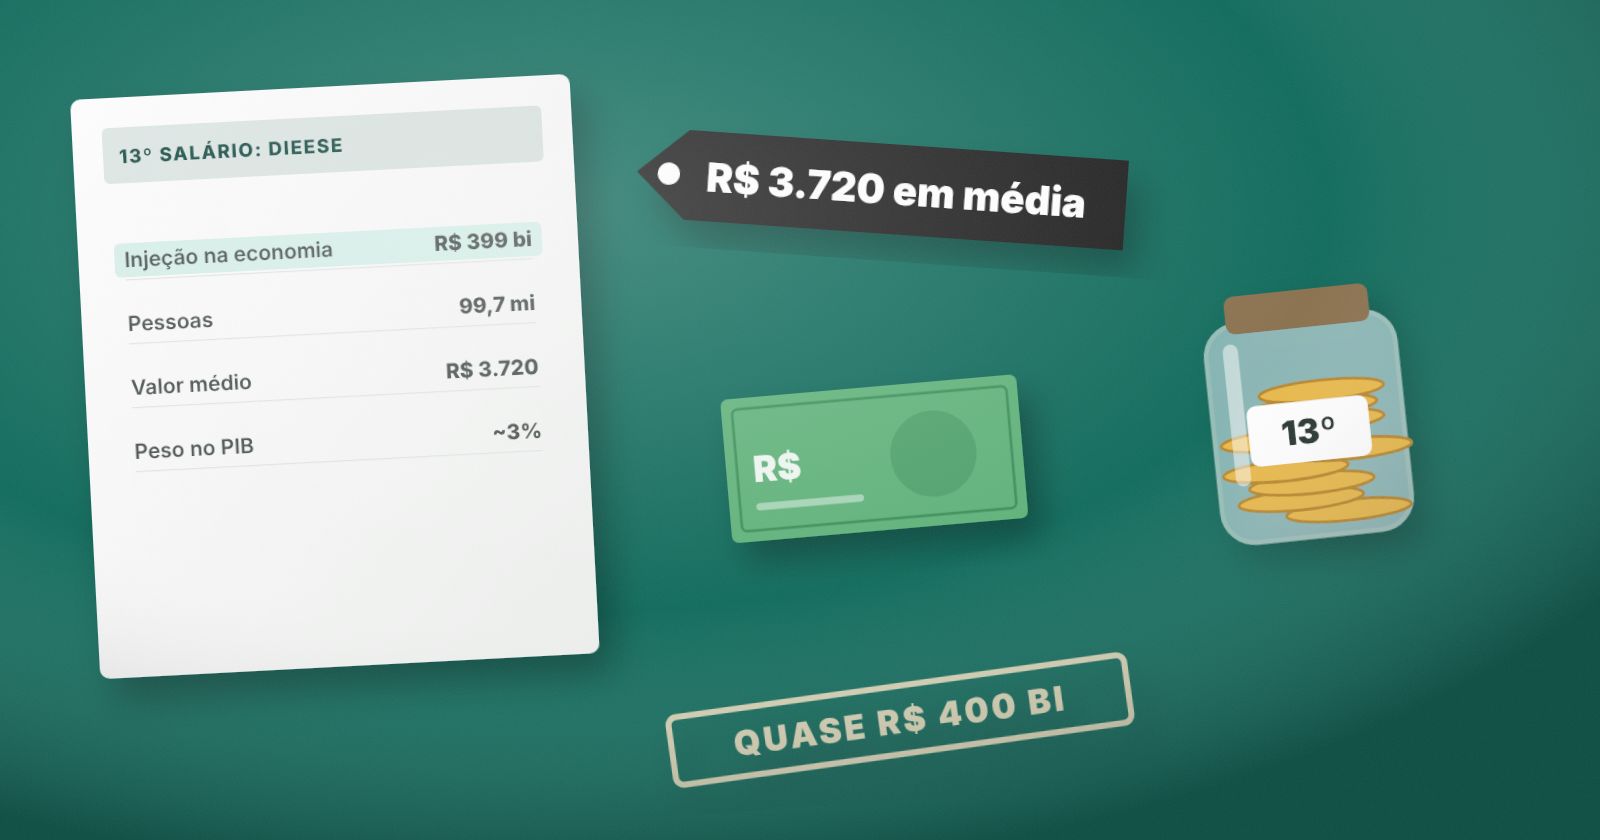 13º SALÁRIO: DIEESE
Injeção na economia R$ 399 bi
Pessoas 99,7 mi
Valor médio R$ 3.720
Peso no PIB ~3%
R$ 3.720 em média
R$
13º
QUASE R$ 400 BI